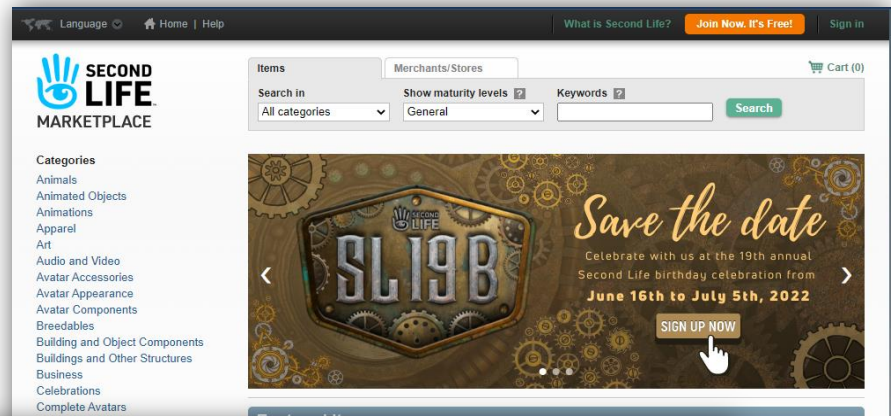 Language
Home | Help
What is Second Life?
Join Now. It's Free!
Sign in
SECOND
LIFE
MARKETPLACE
Items
Merchants/Stores
Cart (0)
Search in
Show maturity levels ?
Keywords ?
All categories
General
Search
Categories
Animals
Animated Objects
Animations
Apparel
Art
Audio and Video
Avatar Accessories
Avatar Appearance
Avatar Components
Breedables
Building and Object Components
Buildings and Other Structures
Business
Celebrations
Complete Avatars
SECOND
LIFE
SL19B
Save the date
Celebrate with us at the 19th annual
Second Life birthday celebration from
June 16th to July 5th, 2022
SIGN UP NOW